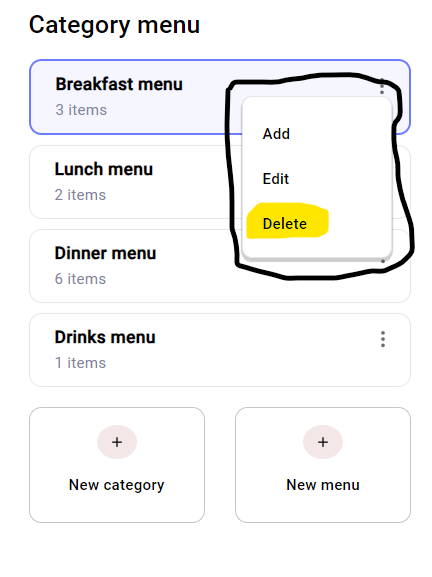 Category menu
Breakfast menu
3 items
Add
Edit
Delete
Lunch menu
2 items
Dinner menu
6 items
Drinks menu
1 items
+
+
New category
New menu